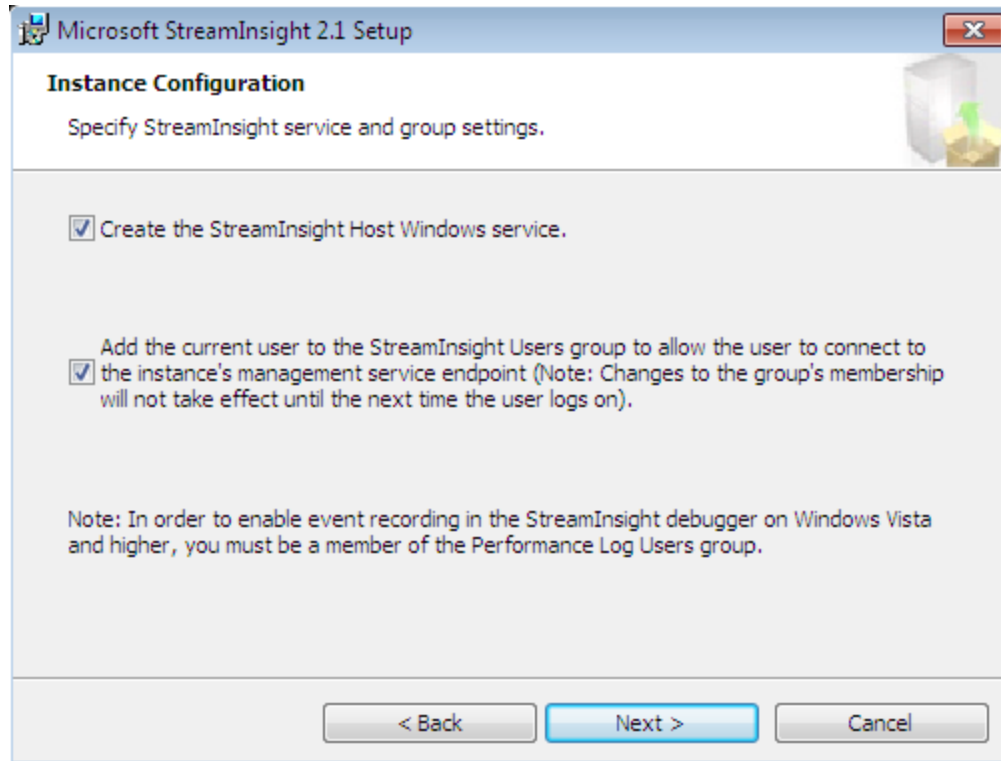 Microsoft StreamInsight 2.1 Setup
Instance Configuration
Specify StreamInsight service and group settings.
Create the StreamInsight Host Windows service.
Add the current user to the StreamInsight Users group to allow the user to connect to
the instance's management service endpoint (Note: Changes to the group's membership
will not take effect until the next time the user logs on).
Note: In order to enable event recording in the StreamInsight debugger on Windows Vista
and higher, you must be a member of the Performance Log Users group.
< Back Next > Cancel